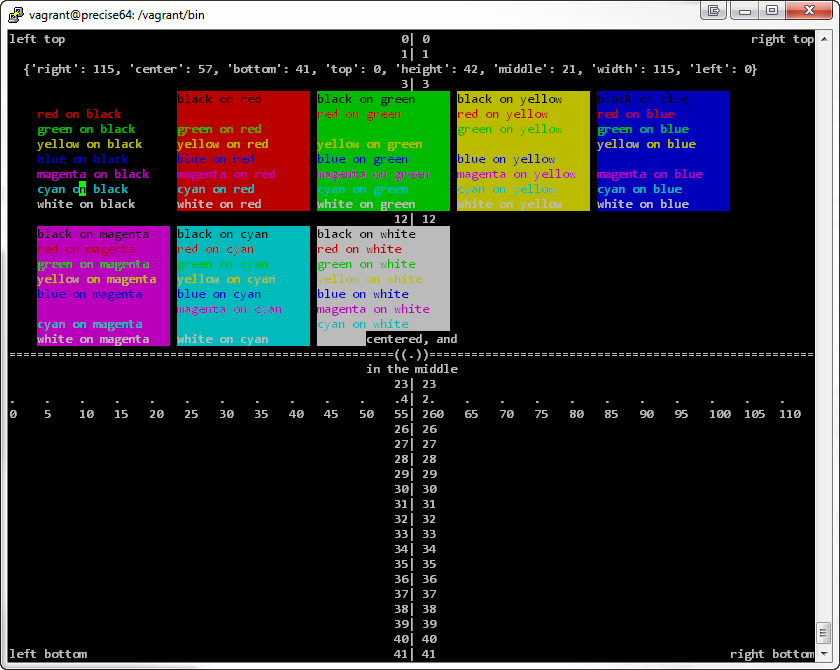 vagrant@precise64: /vagrant/bin
left top 0| 0 right top
1| 1
{'right': 115, 'center': 57, 'bottom': 41, 'top': 0, 'height': 42, 'middle': 21, 'width': 115, 'left': 0}
3| 3
black on red black on green black on yellow black on blue
red on black red on green red on yellow red on blue
green on black green on red green on yellow green on blue
yellow on black yellow on red yellow on green yellow on blue
blue on black blue on red blue on green blue on yellow
magenta on black magenta on red magenta on green magenta on yellow magenta on blue
cyan on black cyan on red cyan on green cyan on yellow cyan on blue
white on black white on red white on green white on yellow white on blue
12| 12
black on magenta black on cyan black on white
red on magenta red on cyan red on white
green on magenta green on cyan green on white
yellow on magenta yellow on cyan yellow on white
blue on magenta blue on cyan blue on white
magenta on cyan magenta on white
cyan on magenta cyan on white
white on magenta white on cyan centered, and
=======================================================((.))=======================================================
in the middle
23| 23
. . . . . . . . . . . .4| 2. . . . . . . . . . .
0 5 10 15 20 25 30 35 40 45 50 55| 260 65 70 75 80 85 90 95 100 105 110
26| 26
27| 27
28| 28
29| 29
30| 30
31| 31
32| 32
33| 33
34| 34
35| 35
36| 36
37| 37
38| 38
39| 39
40| 40
left bottom 41| 41 right bottom